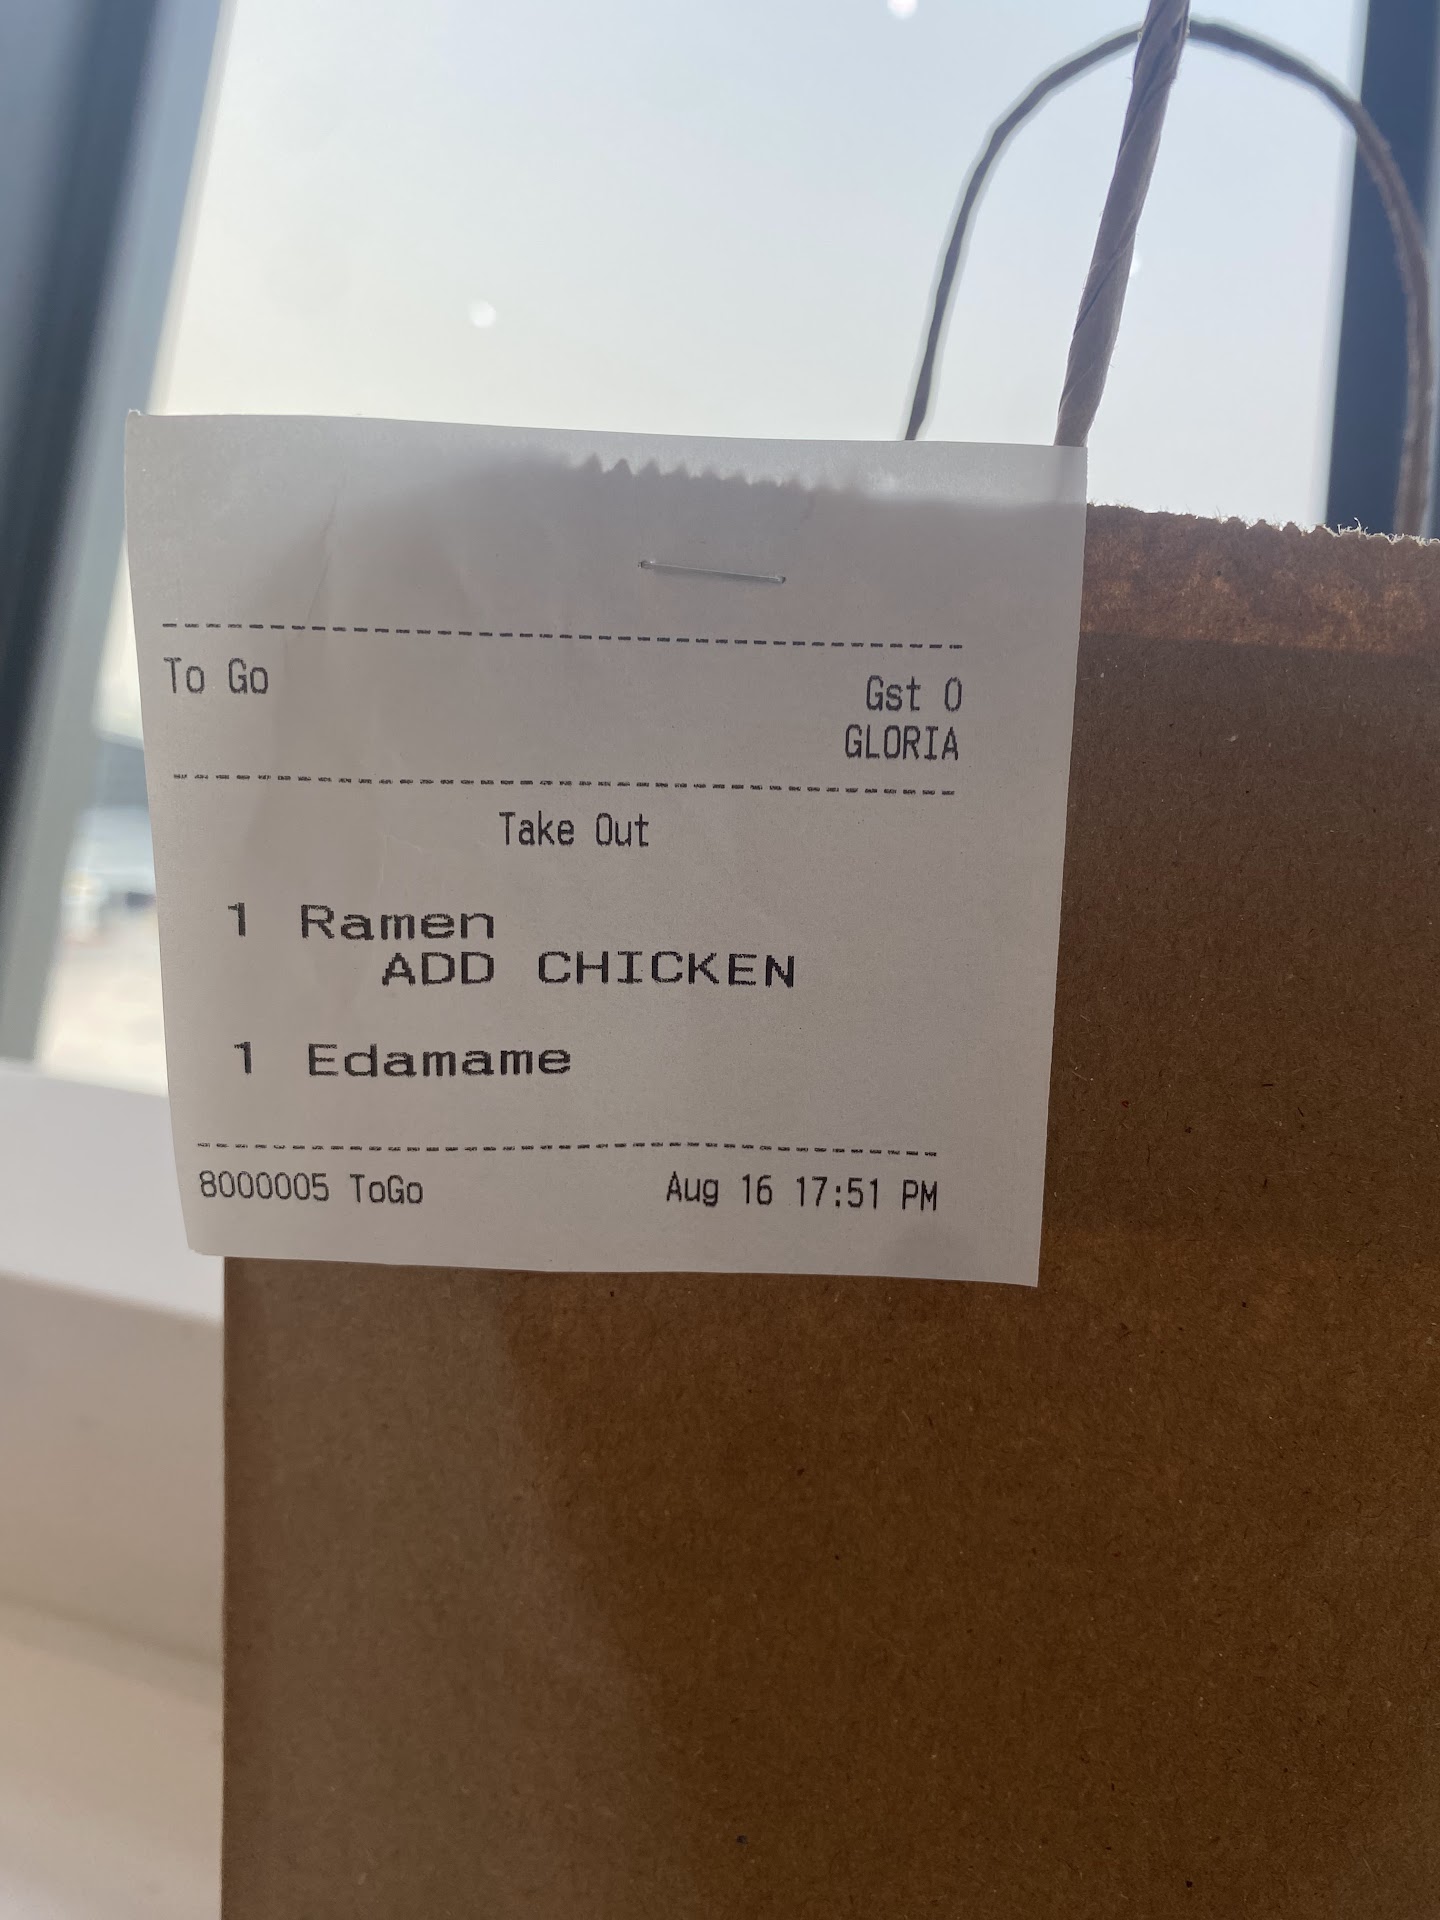 To Go
Gst 0
GLORIA
Take Out
1 Ramen
ADD CHICKEN
1 Edamame
8000005 ToGo
Aug 16 17:51 PM